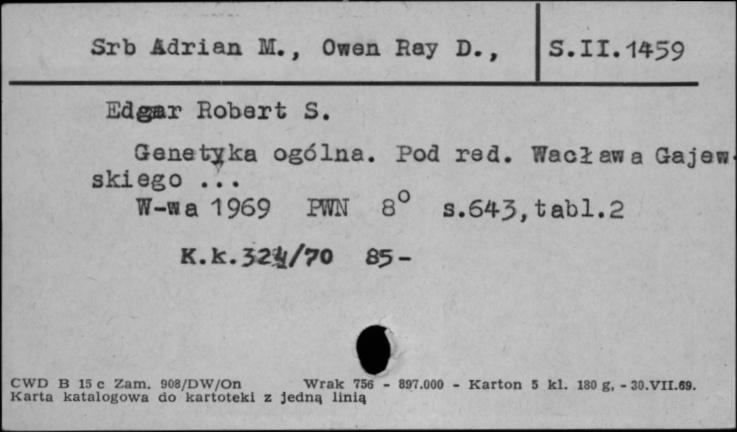 Srb Adrian M., Owen Ray D., S.II.1459
Edgar Robert S.
Genetyka ogólna. Pod red. Wacława Gajew-
skiego ...
W-wa 1969 PWN 8° s.643,tabl.2
K.k.324/70 85-
CWD B 15 c Zam. 908/DW/On Wrak 756 - 897.000 - Karton 5 kl. 180 g, - 30.VII.69.
Karta katalogowa do kartoteki z jedną linią